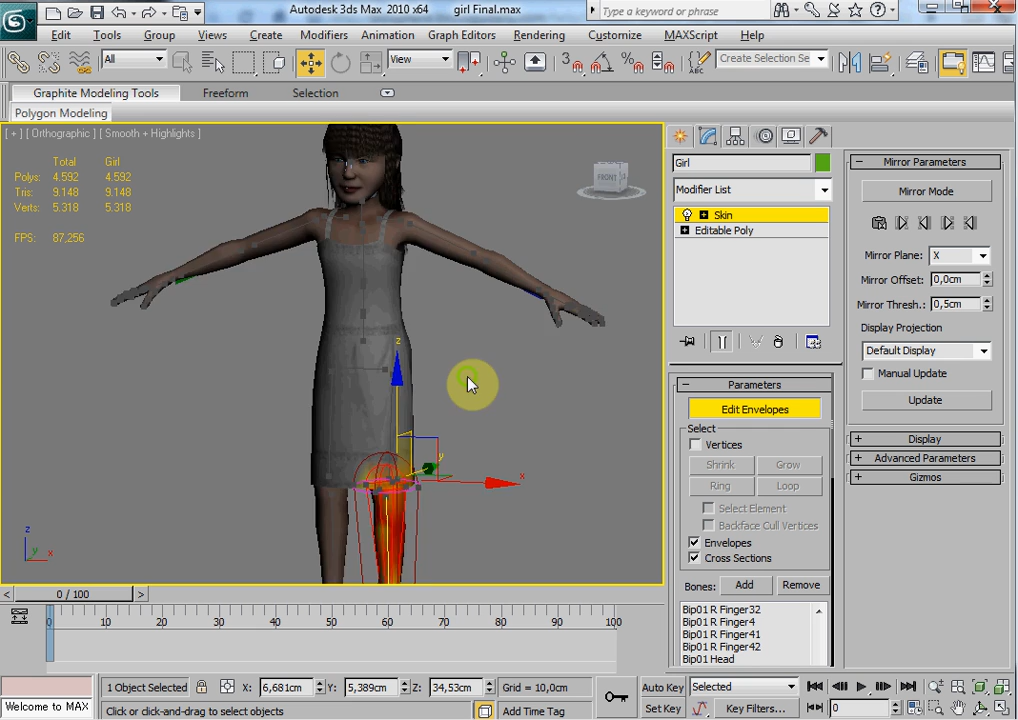 Autodesk 3ds Max 2010 x64 girl Final.max Type a keyword or phrase
Edit Tools Group Views Create Modifiers Animation Graph Editors Rendering Customize MAXScript Help
All View Create Selection Se
Graphite Modeling Tools Freeform Selection
Polygon Modeling
[ + ] [ Orthographic ] [ Smooth + Highlights ]
Total Girl
Polys: 4.592 4.592
Tris: 9.148 9.148
Verts: 5.318 5.318
FPS: 87,256
FRONT
z
y
x
z
y
x
Girl
Modifier List
Skin
Editable Poly
Parameters
Edit Envelopes
Select
Vertices
Shrink Grow
Ring Loop
Select Element
Backface Cull Vertices
Envelopes
Cross Sections
Bones: Add Remove
Bip01 R Finger32
Bip01 R Finger4
Bip01 R Finger41
Bip01 R Finger42
Bip01 Head
Mirror Parameters
Mirror Mode
Mirror Plane: X
Mirror Offset: 0,0cm
Mirror Thresh.: 0,5cm
Display Projection
Default Display
Manual Update
Update
Display
Advanced Parameters
Gizmos
0 / 100
0 10 20 30 40 50 60 70 80 90 100
1 Object Selected X: 6,681cm Y: 5,389cm Z: 34,53cm Grid = 10,0cm Auto Key Selected
Welcome to MAX Click or click-and-drag to select objects Add Time Tag Set Key Key Filters... 0